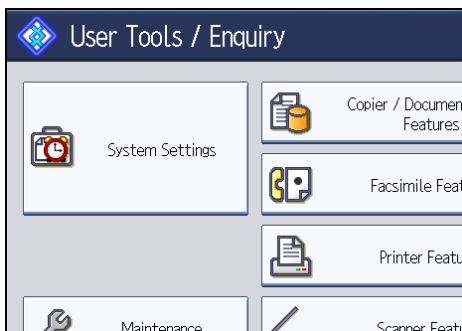 User Tools / Enquiry
System Settings
Copier / Documen
Features
Facsimile Feat
Printer Featu
Maintenance
Scanner Featu